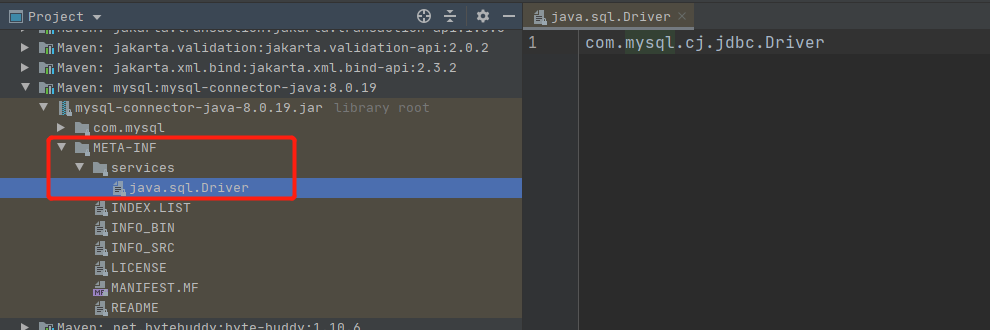 Project
Maven: jakarta.transaction:jakarta.transaction-api:1.3.3
Maven: jakarta.validation:jakarta.validation-api:2.0.2
Maven: jakarta.xml.bind:jakarta.xml.bind-api:2.3.2
Maven: mysql:mysql-connector-java:8.0.19
mysql-connector-java-8.0.19.jar library root
com.mysql
META-INF
services
java.sql.Driver
INDEX.LIST
INFO_BIN
INFO_SRC
LICENSE
MF MANIFEST.MF
README
Maven: net.bytebuddy:byte-buddy:1.10.6
java.sql.Driver
1 com.mysql.cj.jdbc.Driver